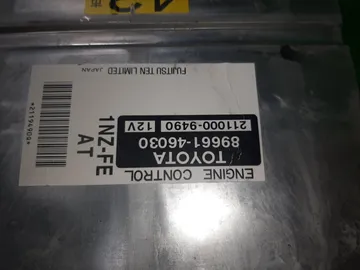 ENGINE CONTROL
TOYOTA
89661-46030
211000-9490 12V
1NZ-FE
AT
FUJITSU TEN LIMITED JAPAN